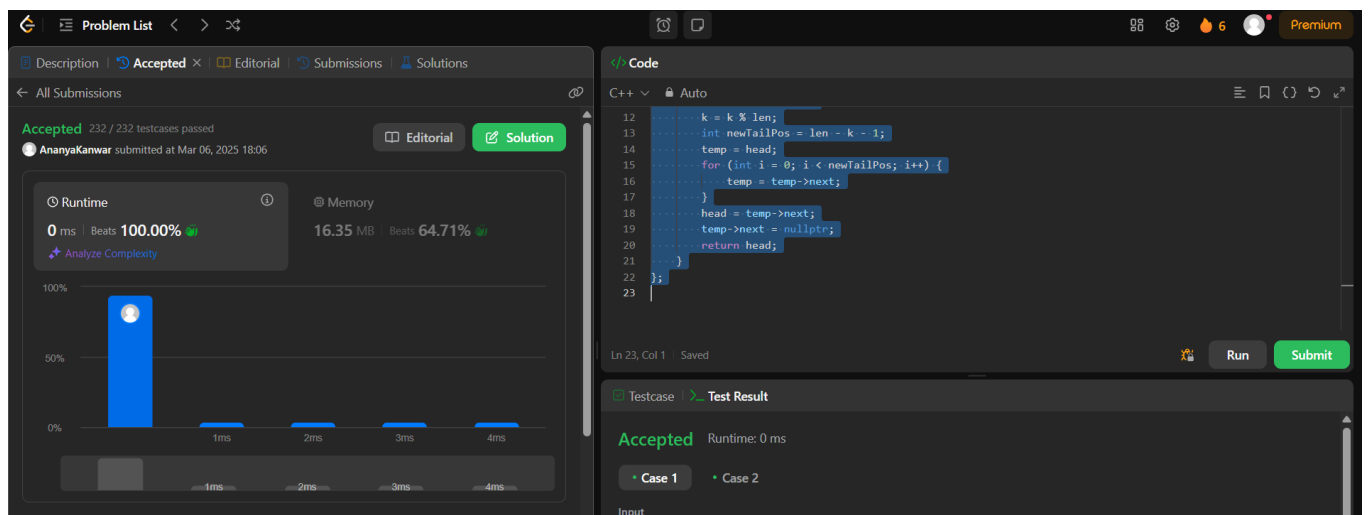 Problem List
6
Premium
Description
Accepted
Editorial
Submissions
Solutions
All Submissions
Accepted 232 / 232 testcases passed
AnanyaKanwar submitted at Mar 06, 2025 18:06
Editorial
Solution
Runtime
0 ms Beats 100.00%
Analyze Complexity
Memory
16.35 MB Beats 64.71%
100%
50%
0%
1ms 2ms 3ms 4ms
1ms 2ms 3ms 4ms
</> Code
C++ Auto
12 k = k % len;
13 int newTailPos = len - k - 1;
14 temp = head;
15 for (int i = 0; i < newTailPos; i++) {
16 temp = temp->next;
17 }
18 head = temp->next;
19 temp->next = nullptr;
20 return head;
21 }
22 };
23
Ln 23, Col 1 Saved
Run
Submit
Testcase
Test Result
Accepted Runtime: 0 ms
Case 1
Case 2
Input